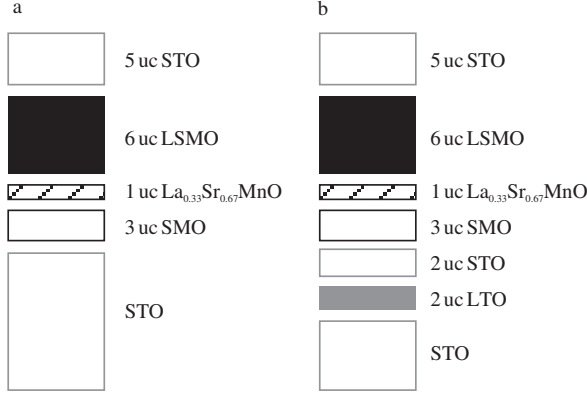 a
5 uc STO
6 uc LSMO
1 uc La0.33Sr0.67MnO
3 uc SMO
STO
b
5 uc STO
6 uc LSMO
1 uc La0.33Sr0.67MnO
3 uc SMO
2 uc STO
2 uc LTO
STO